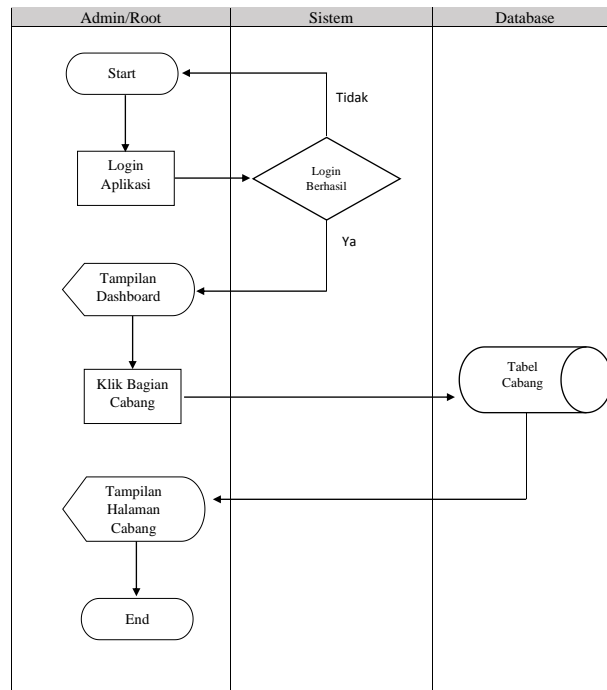 Admin/Root
Sistem
Database
Start
Tidak
Login
Aplikasi
Login
Berhasil
Ya
Tampilan
Dashboard
Klik Bagian
Cabang
Tabel
Cabang
Tampilan
Halaman
Cabang
End